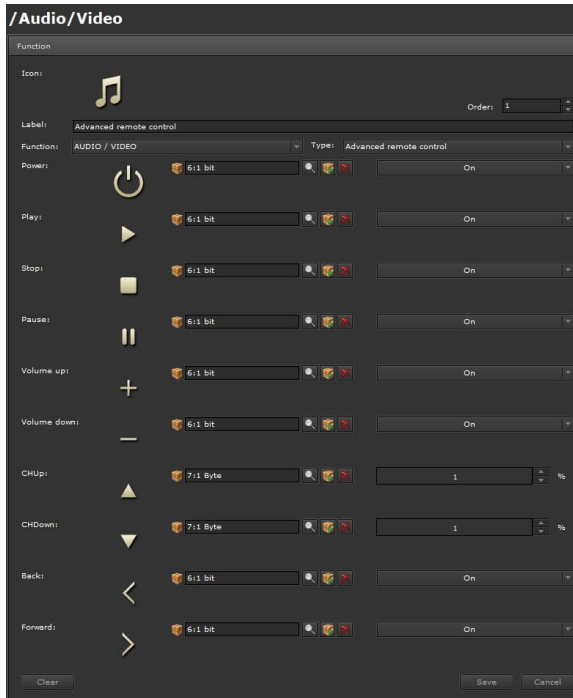 /Audio/Video
Function
Icon:
Order: 1
Label: Advanced remote control
Function: AUDIO / VIDEO Type: Advanced remote control
Power: 6:1 bit On
Play: 6:1 bit On
Stop: 6:1 bit On
Pause: 6:1 bit On
Volume up: 6:1 bit On
Volume down: 6:1 bit On
CHUp: 7:1 Byte 1 %
CHDown: 7:1 Byte 1 %
Back: 6:1 bit On
Forward: 6:1 bit On
Clear Save Cancel